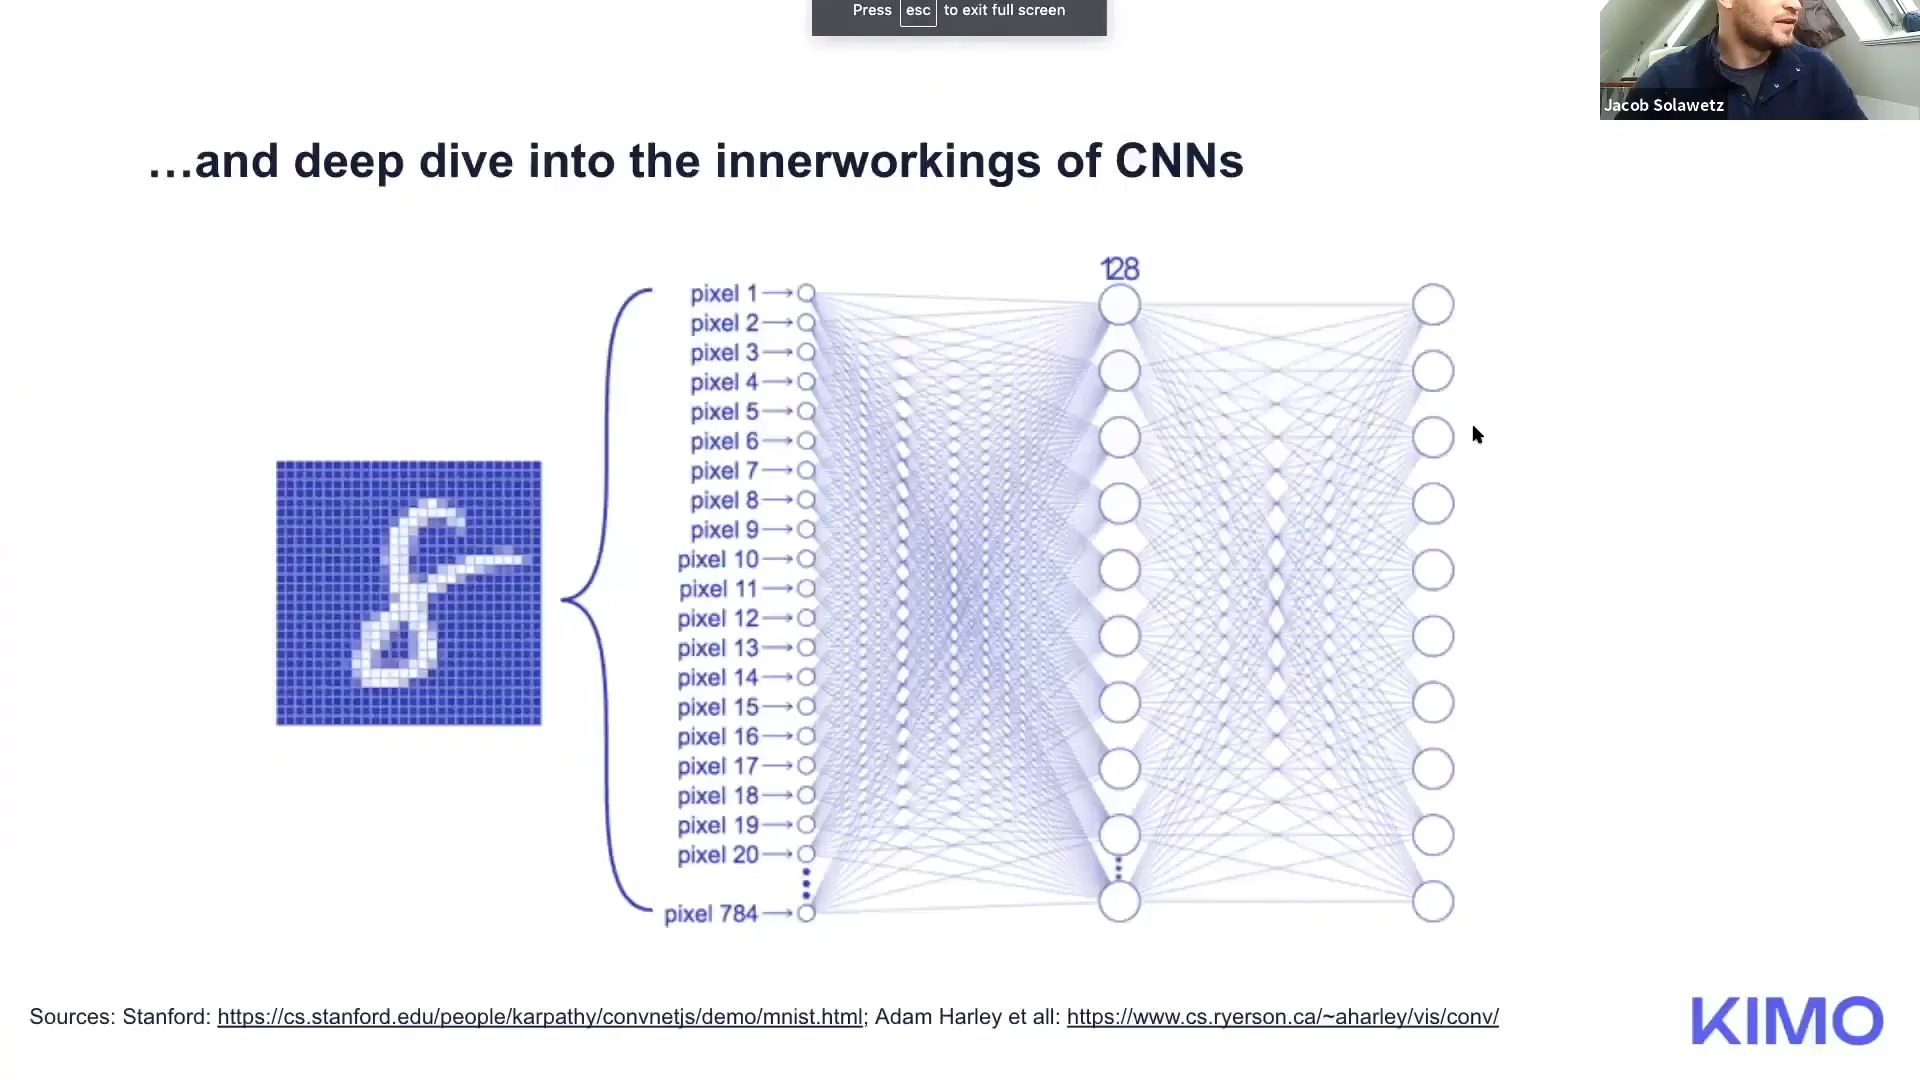 Press esc to exit full screen
Jacob Solawetz
...and deep dive into the innerworkings of CNNs
128
pixel 1
pixel 2
pixel 3
pixel 4
pixel 5
pixel 6
pixel 7
pixel 8
pixel 9
pixel 10
pixel 11
pixel 12
pixel 13
pixel 14
pixel 15
pixel 16
pixel 17
pixel 18
pixel 19
pixel 20
pixel 784
Sources: Stanford: https://cs.stanford.edu/people/karpathy/convnetjs/demo/mnist.html; Adam Harley et all: https://www.cs.ryerson.ca/~aharley/vis/conv/
KIMO